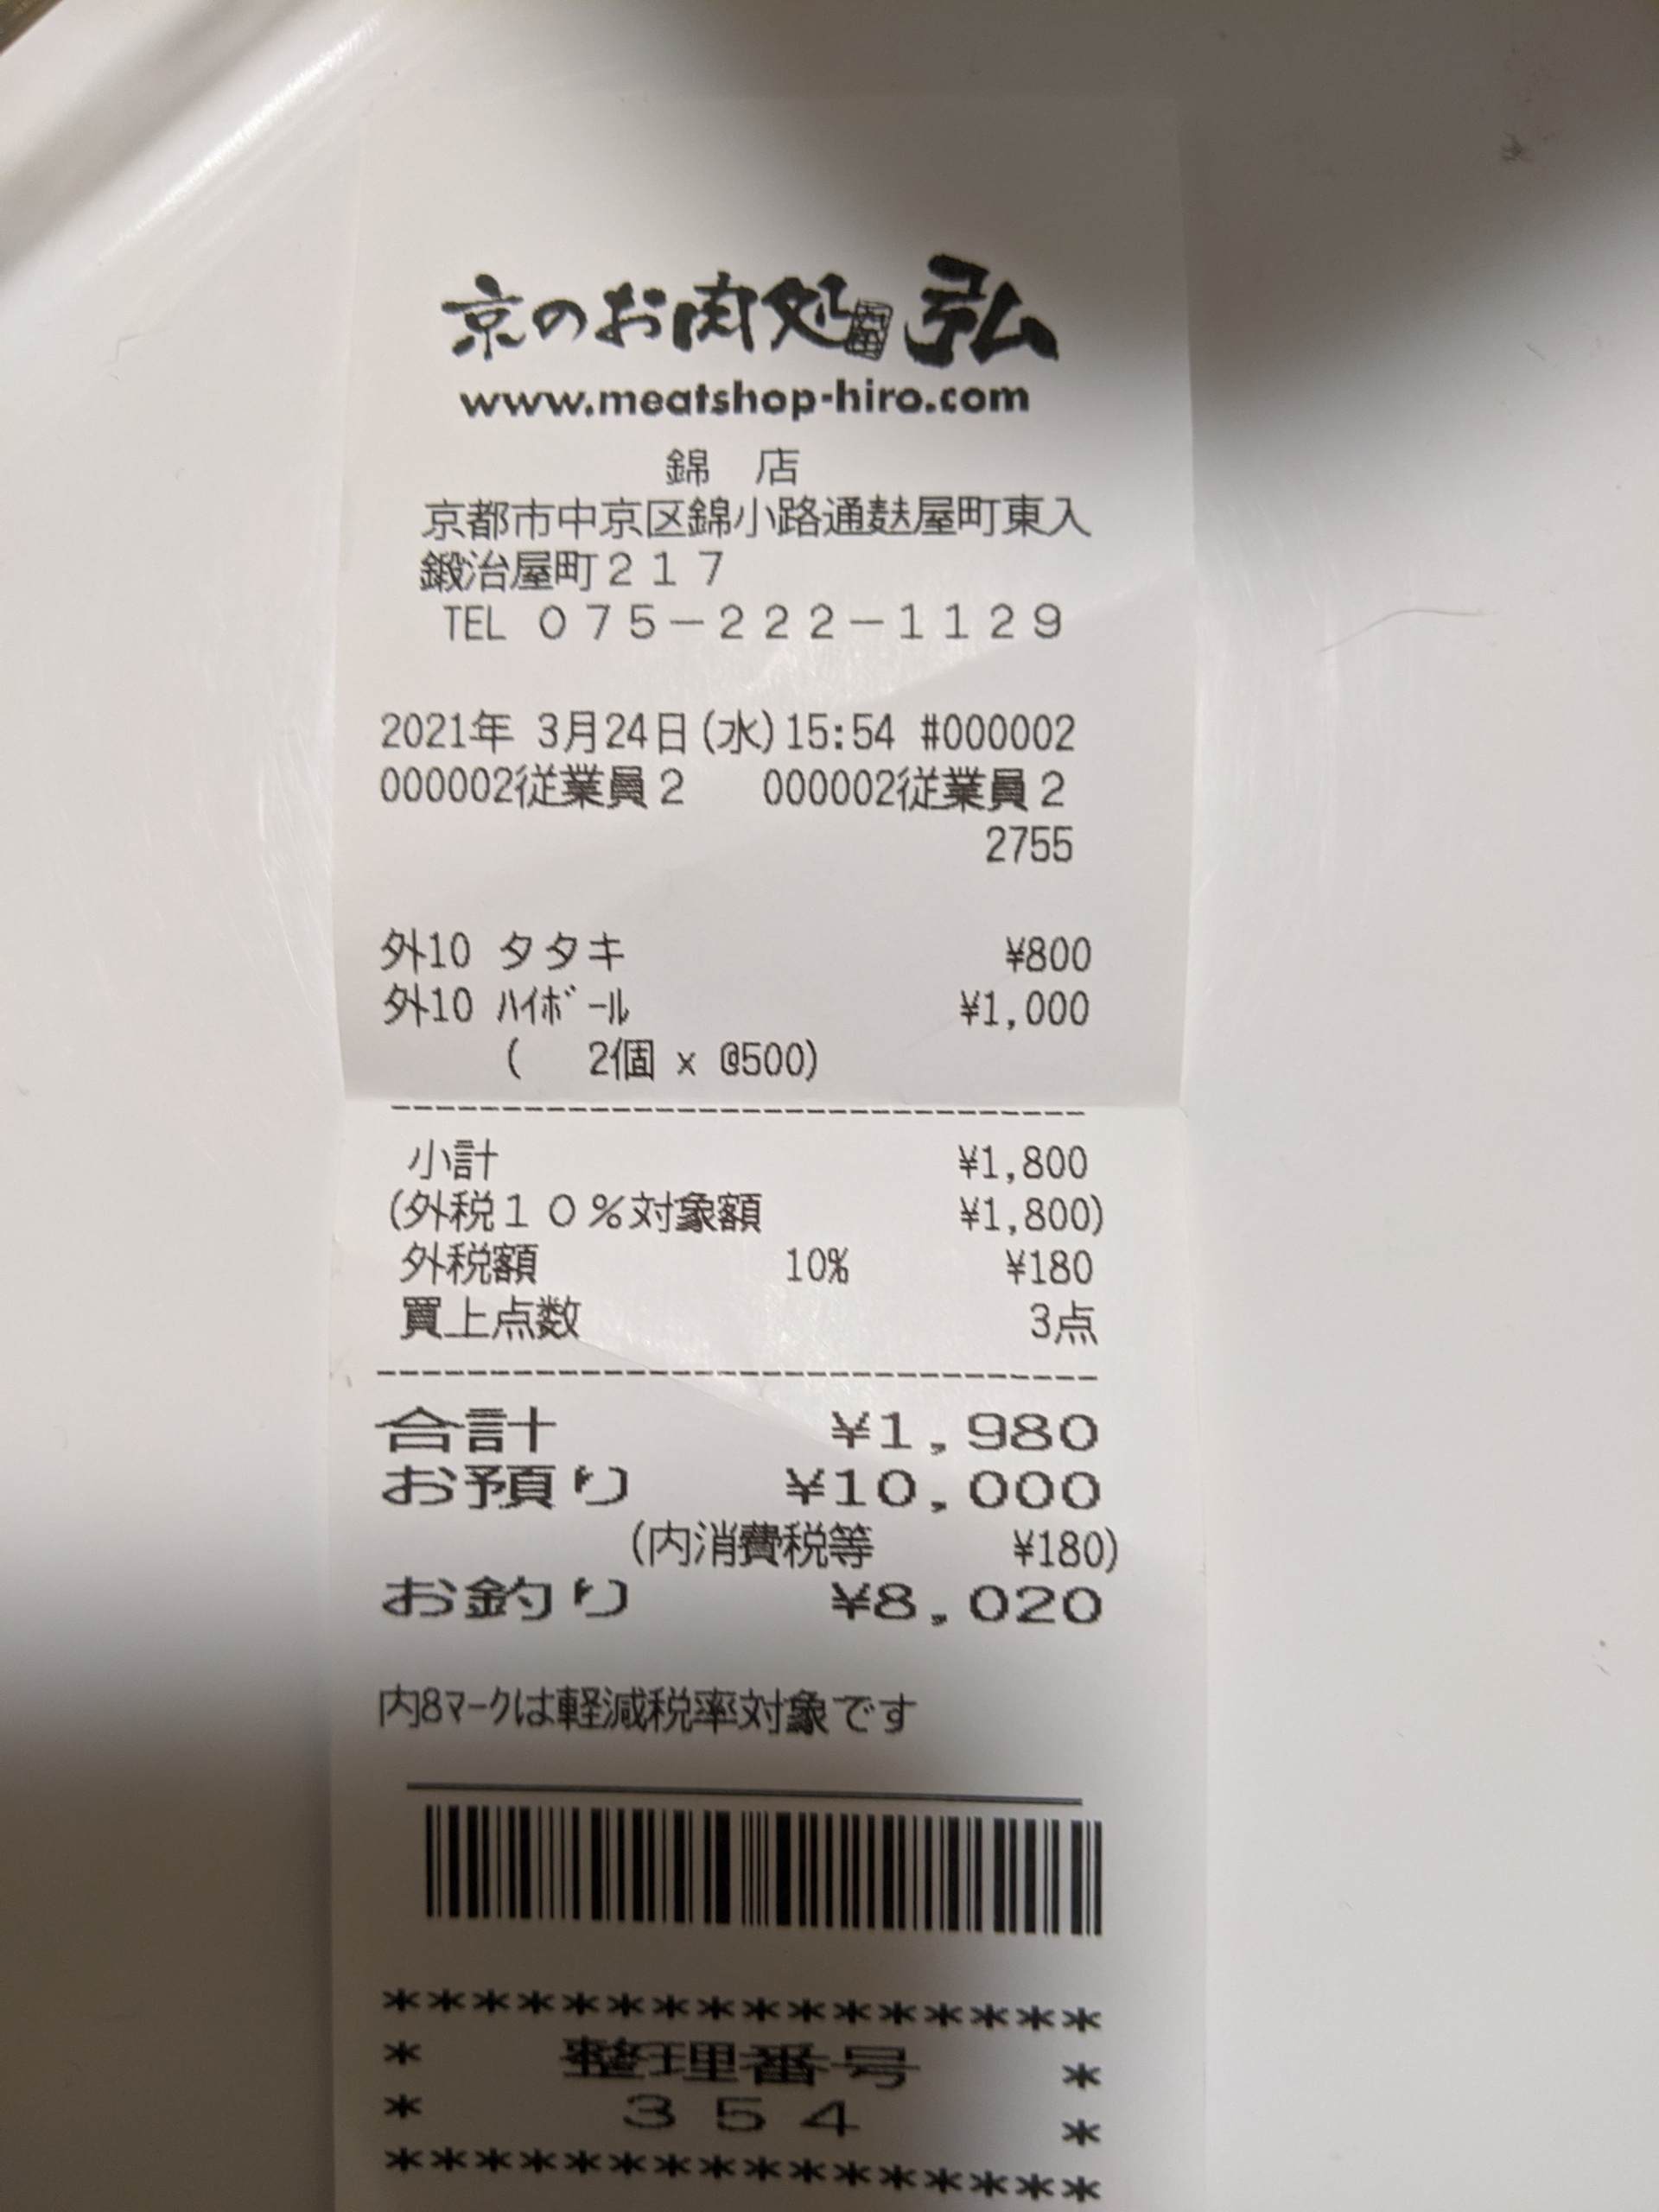 京のお肉処 弘
www.meatshop-hiro.com
錦 店
京都市中京区錦小路通麩屋町東入
鍛治屋町217
TEL 075-222-1129
2021年 3月24日(水)15:54 #000002
000002従業員2 000002従業員2
2755
外10 タタキ ¥800
外10 ﾊｲﾎﾞｰﾙ ¥1,000
( 2個 x @500)
小計 ¥1,800
(外税10%対象額 ¥1,800)
外税額 10% ¥180
買上点数 3点
合計 ¥1,980
お預り ¥10,000
(内消費税等 ¥180)
お釣り ¥8,020
内8ﾏｰｸは軽減税率対象です
****************
* 整理番号 *
* 354 *
****************